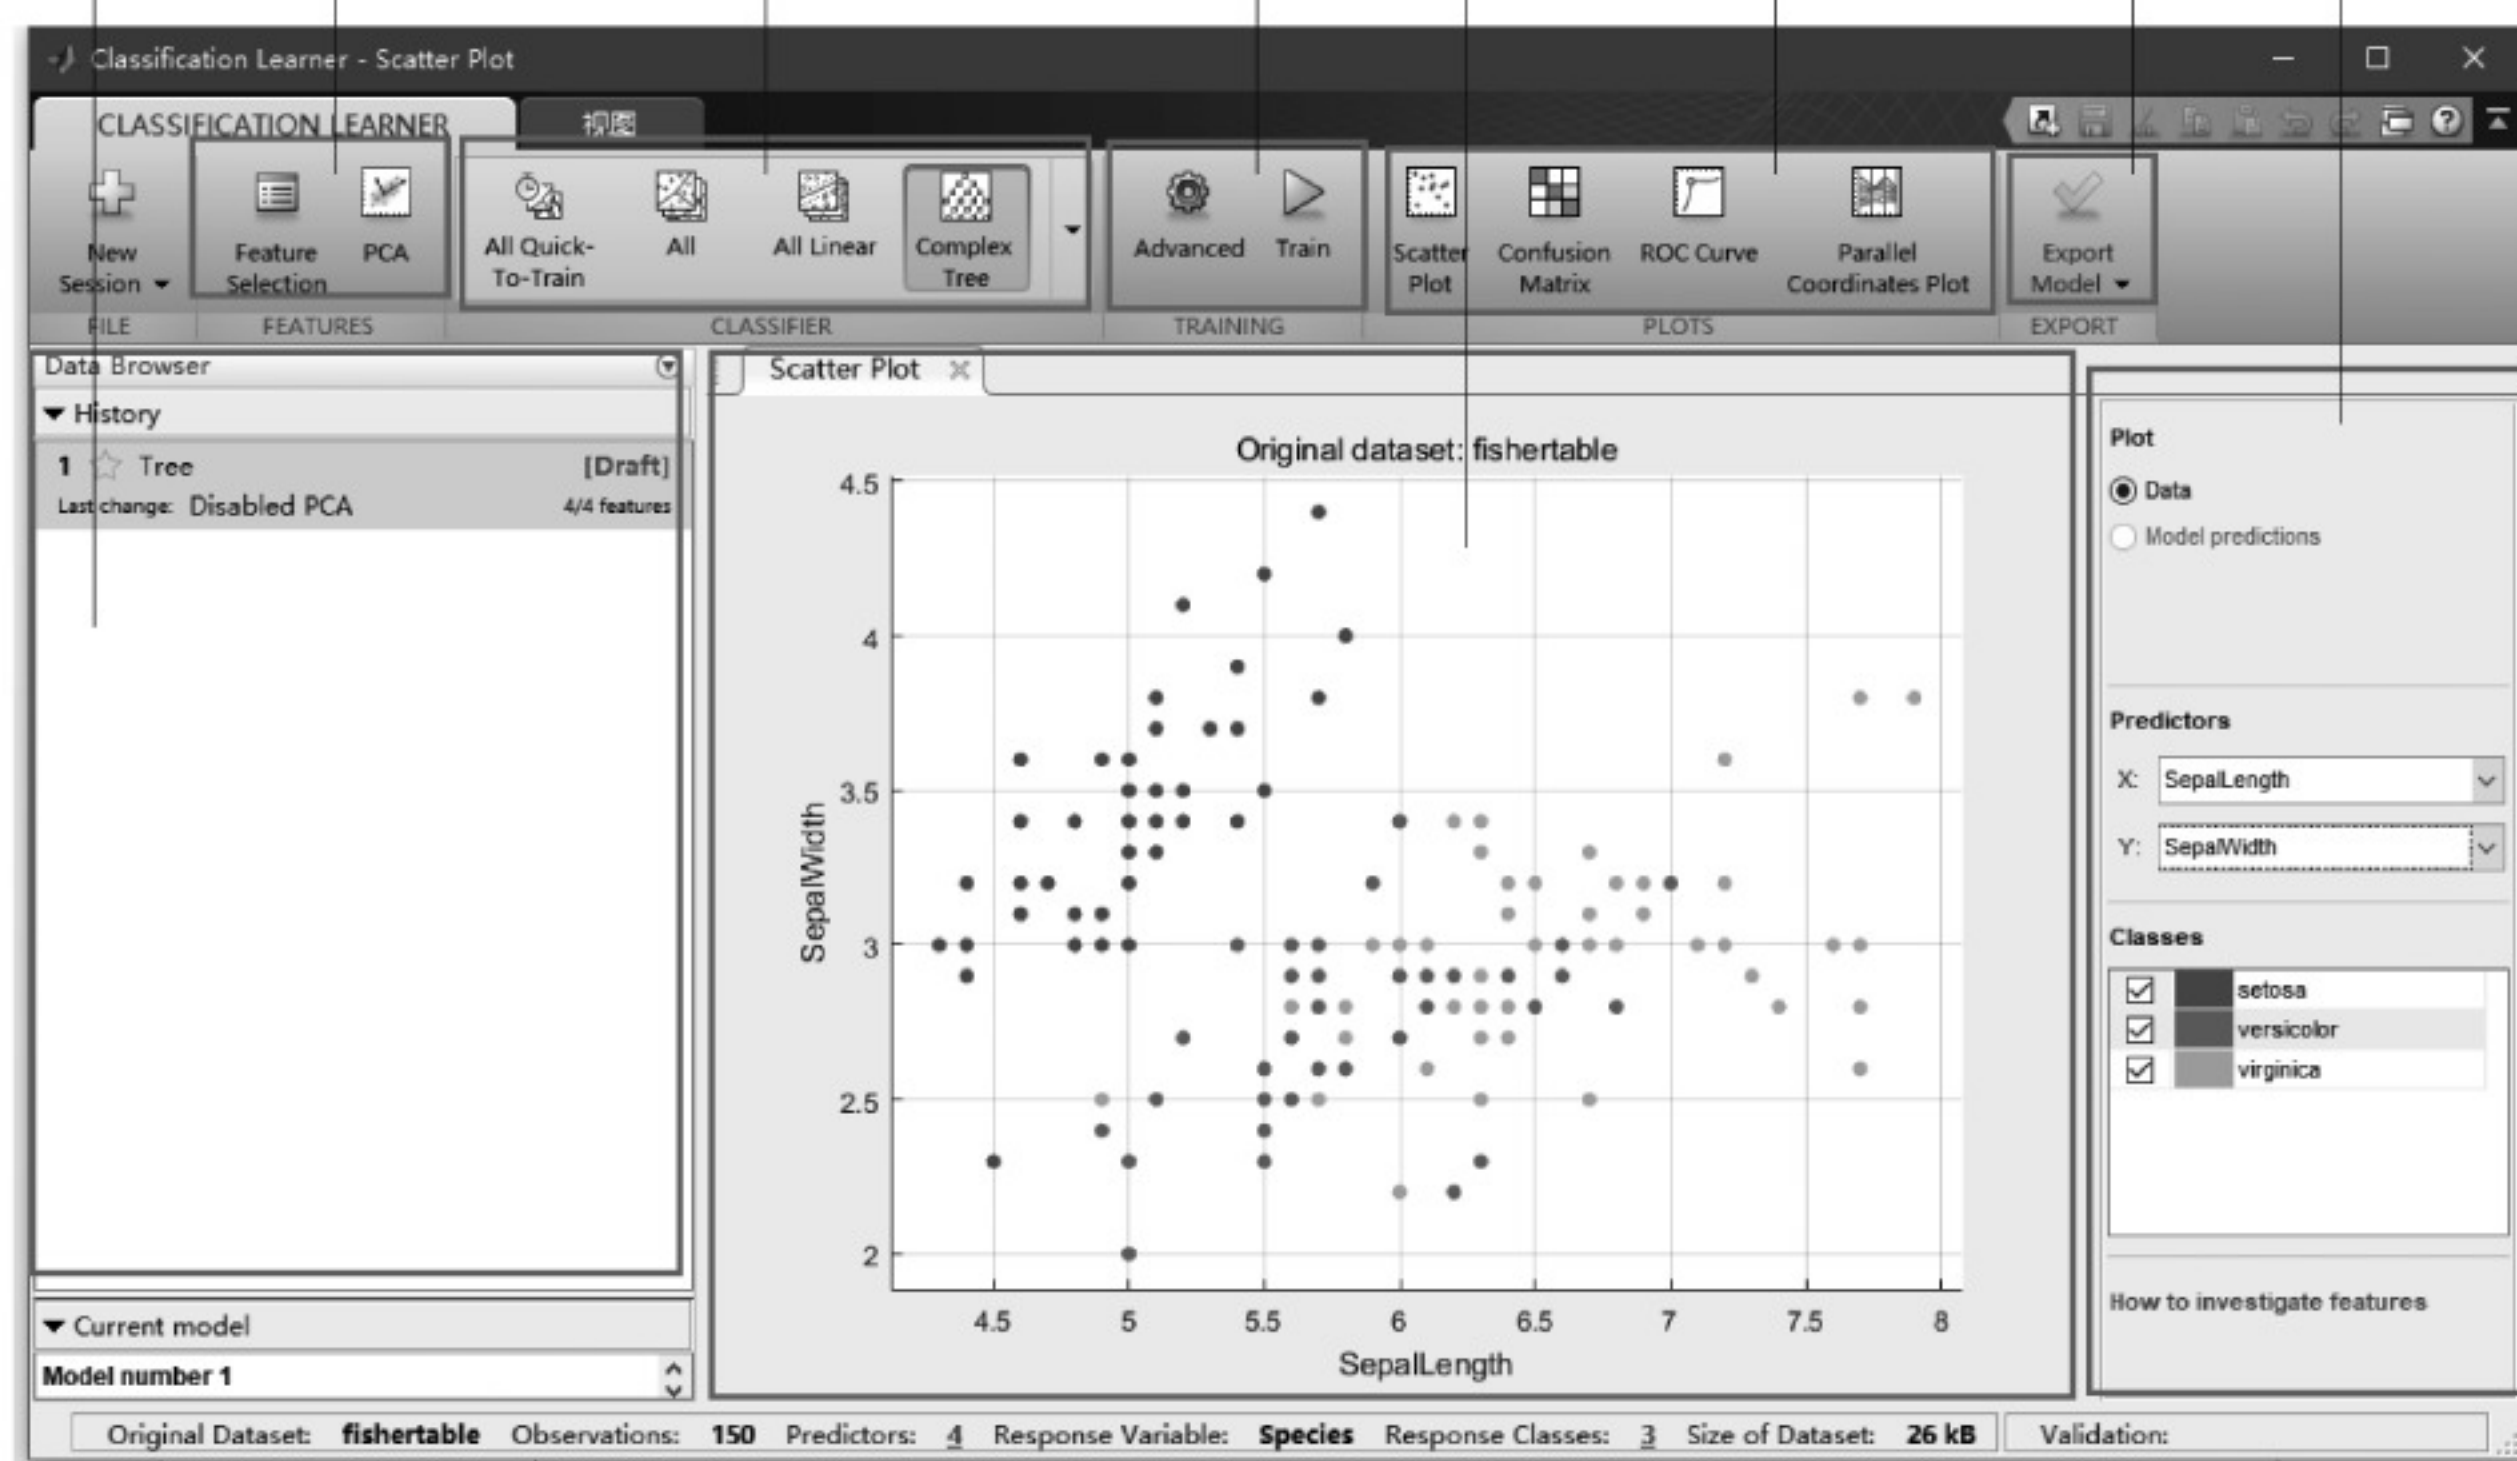 Classification Learner - Scatter Plot
CLASSIFICATION LEARNER
视图
New
Session
Feature
Selection
PCA
All Quick-
To-Train
All
All Linear
Complex
Tree
Advanced
Train
Scatter
Plot
Confusion
Matrix
ROC Curve
Parallel
Coordinates Plot
Export
Model
FILE
FEATURES
CLASSIFIER
TRAINING
PLOTS
EXPORT
Data Browser
History
1 Tree [Draft]
Last change: Disabled PCA 4/4 features
Current model
Model number 1
Scatter Plot
Original dataset: fishertable
4.5
4
3.5
3
2.5
2
SepalWidth
4.5 5 5.5 6 6.5 7 7.5 8
SepalLength
Plot
Data
Model predictions
Predictors
X: SepalLength
Y: SepalWidth
Classes
setosa
versicolor
virginica
How to investigate features
Original Dataset: fishertable Observations: 150 Predictors: 4 Response Variable: Species Response Classes: 3 Size of Dataset: 26 kB Validation: